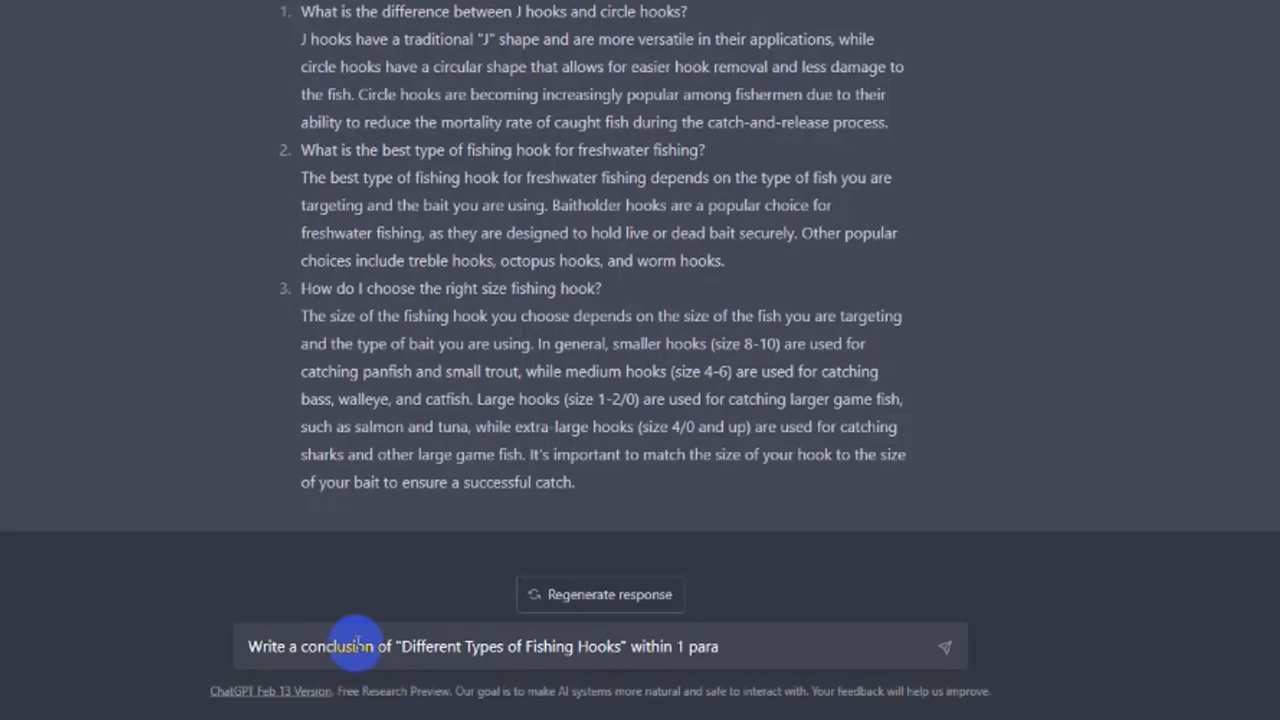 1. What is the difference between J hooks and circle hooks?
J hooks have a traditional "J" shape and are more versatile in their applications, while
circle hooks have a circular shape that allows for easier hook removal and less damage to
the fish. Circle hooks are becoming increasingly popular among fishermen due to their
ability to reduce the mortality rate of caught fish during the catch-and-release process.
2. What is the best type of fishing hook for freshwater fishing?
The best type of fishing hook for freshwater fishing depends on the type of fish you are
targeting and the bait you are using. Baitholder hooks are a popular choice for
freshwater fishing, as they are designed to hold live or dead bait securely. Other popular
choices include treble hooks, octopus hooks, and worm hooks.
3. How do I choose the right size fishing hook?
The size of the fishing hook you choose depends on the size of the fish you are targeting
and the type of bait you are using. In general, smaller hooks (size 8-10) are used for
catching panfish and small trout, while medium hooks (size 4-6) are used for catching
bass, walleye, and catfish. Large hooks (size 1-2/0) are used for catching larger game fish,
such as salmon and tuna, while extra-large hooks (size 4/0 and up) are used for catching
sharks and other large game fish. It's important to match the size of your hook to the size
of your bait to ensure a successful catch.
Regenerate response
Write a conclusion of "Different Types of Fishing Hooks" within 1 para
ChatGPT Feb 13 Version. Free Research Preview. Our goal is to make AI systems more natural and safe to interact with. Your feedback will help us improve.